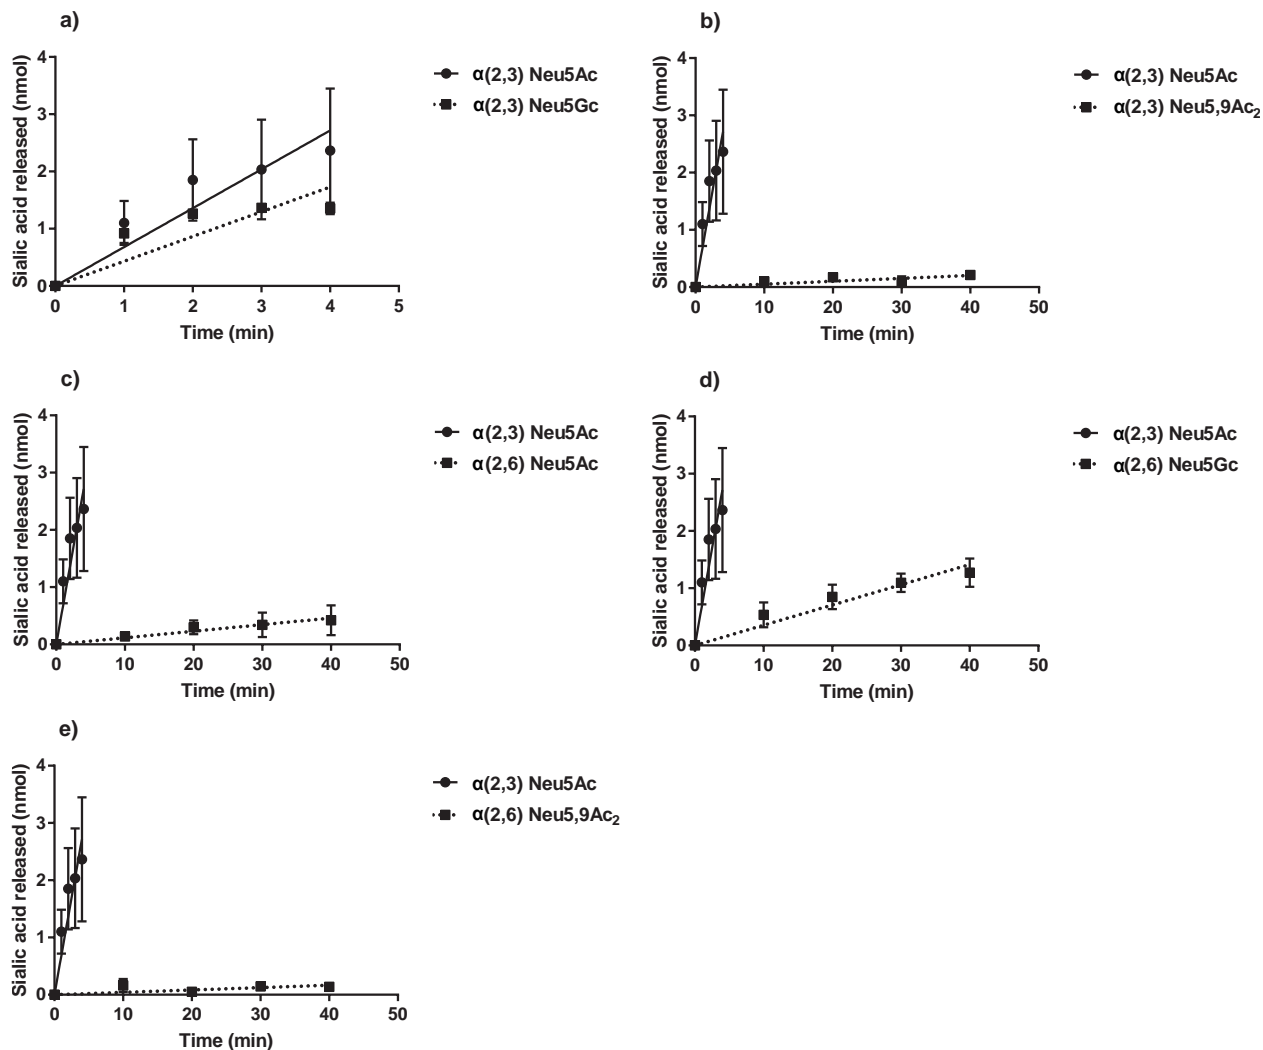 a)
Sialic acid released (nmol)
4
3
2
1
0
0 1 2 3 4 5
Time (min)
α(2,3) Neu5Ac
α(2,3) Neu5Gc
b)
Sialic acid released (nmol)
4
3
2
1
0
0 10 20 30 40 50
Time (min)
α(2,3) Neu5Ac
α(2,3) Neu5,9Ac₂
c)
Sialic acid released (nmol)
4
3
2
1
0
0 10 20 30 40 50
Time (min)
α(2,3) Neu5Ac
α(2,6) Neu5Ac
d)
Sialic acid released (nmol)
4
3
2
1
0
0 10 20 30 40 50
Time (min)
α(2,3) Neu5Ac
α(2,6) Neu5Gc
e)
Sialic acid released (nmol)
4
3
2
1
0
0 10 20 30 40 50
Time (min)
α(2,3) Neu5Ac
α(2,6) Neu5,9Ac₂